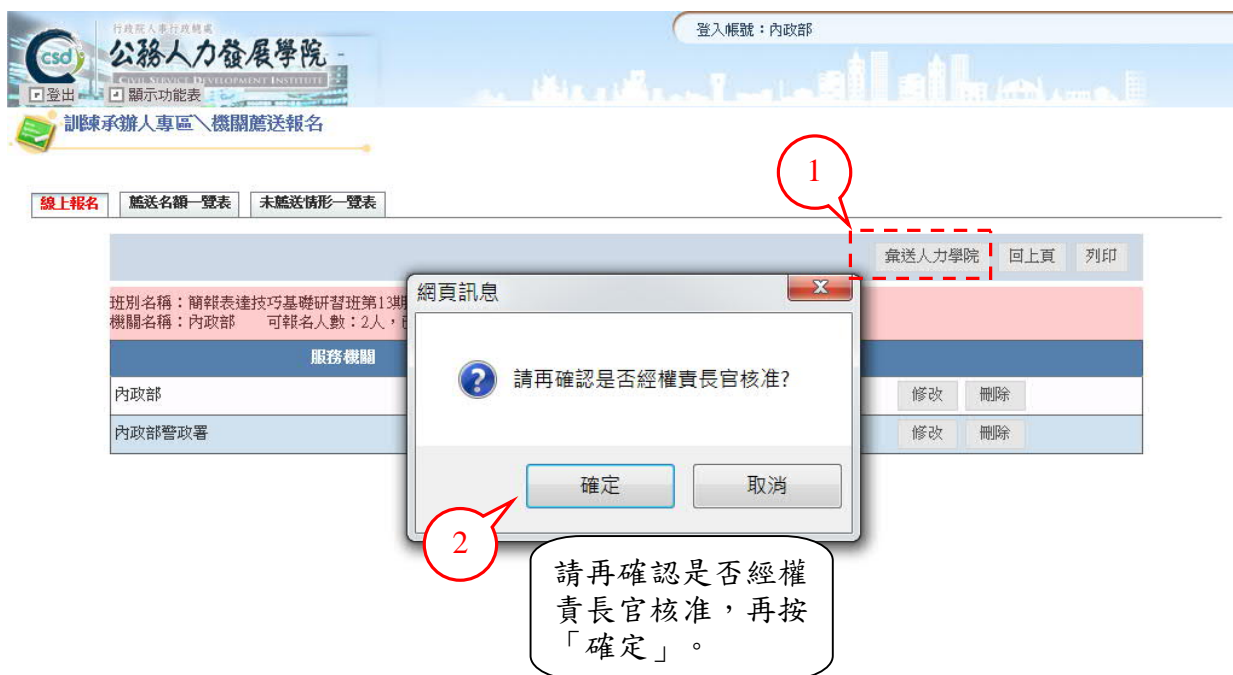 行政院人事行政總處
公務人力發展學院
CIVIL SERVICE DEVELOPMENT INSTITUTE
csd
登入帳號：內政部
登出
顯示功能表
訓練承辦人專區＼機關薦送報名
1
線上報名
薦送名額一覽表
未薦送情形一覽表
彙送人力學院
回上頁
列印
班別名稱：簡報表達技巧基礎研習班第13期
機關名稱：內政部 可報名人數：2人，
服務機關
內政部
修改
刪除
內政部警政署
修改
刪除
網頁訊息
請再確認是否經權責長官核准?
確定
取消
2
請再確認是否經權
責長官核准，再按
「確定」。